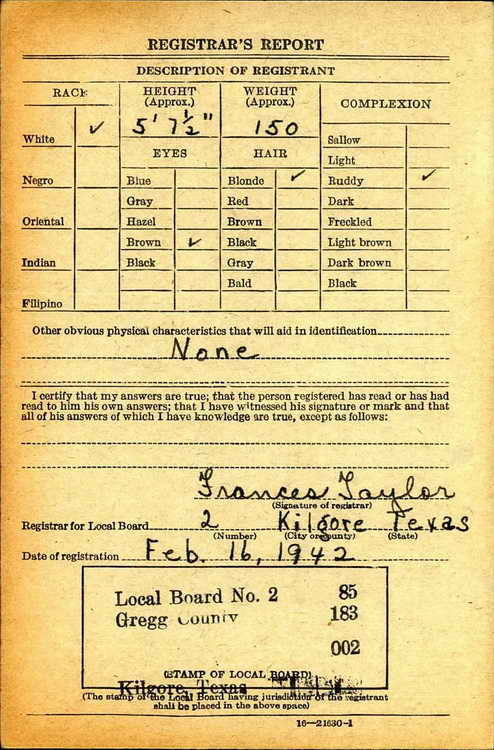 REGISTRAR'S REPORT
DESCRIPTION OF REGISTRANT
RACE
HEIGHT
(Approx.)
WEIGHT
(Approx.)
COMPLEXION
White ✓
5' 7½"
150
EYES
HAIR
Sallow
Light
Negro
Blue
Blonde ✓
Ruddy ✓
Gray
Red
Dark
Oriental
Hazel
Brown
Freckled
Brown ✓
Black
Light brown
Indian
Black
Gray
Dark brown
Bald
Black
Filipino
Other obvious physical characteristics that will aid in identification
None
I certify that my answers are true; that the person registered has read or has had
read to him his own answers; that I have witnessed his signature or mark and that
all of his answers of which I have knowledge are true, except as follows:
Frances Taylor
(Signature of registrar)
Registrar for Local Board 2 Kilgore Texas
(Number) (City or county) (State)
Date of registration Feb. 16, 1942
Local Board No. 2 85
Gregg County 183
002
(STAMP OF LOCAL BOARD)
Kilgore, Texas
(The stamp of the Local Board having jurisdiction of the registrant
shall be placed in the above space)
16—21630-1